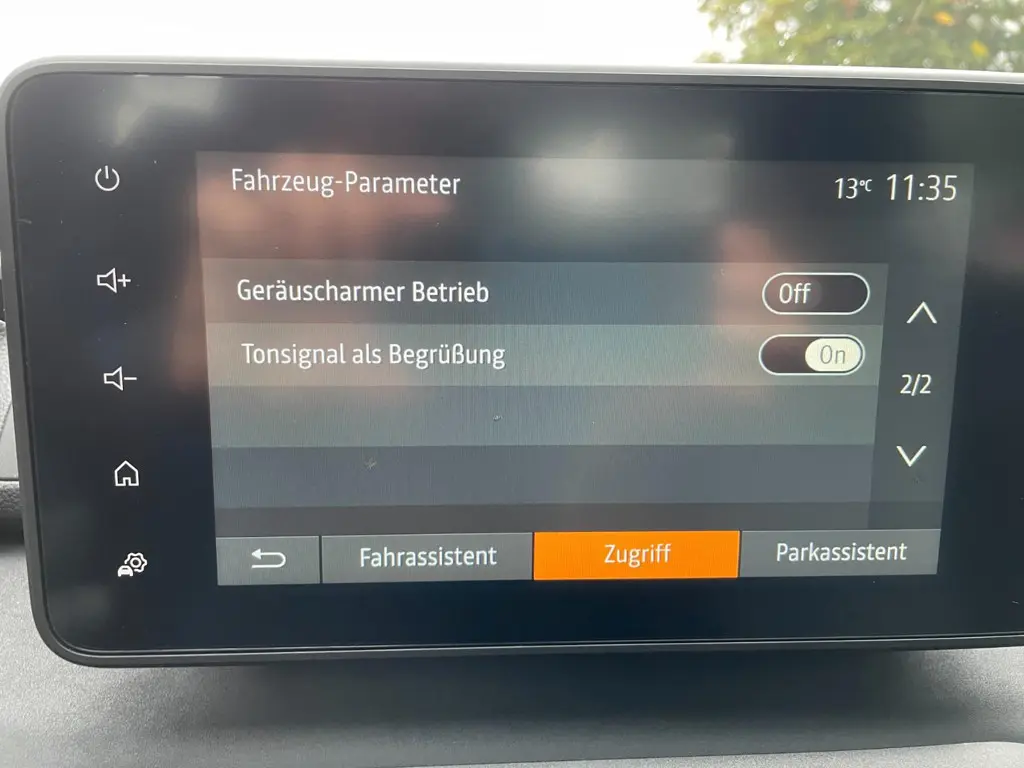 Fahrzeug-Parameter
13°C 11:35
Geräuscharmer Betrieb Off
Tonsignal als Begrüßung On
2/2
Fahrassistent Zugriff Parkassistent